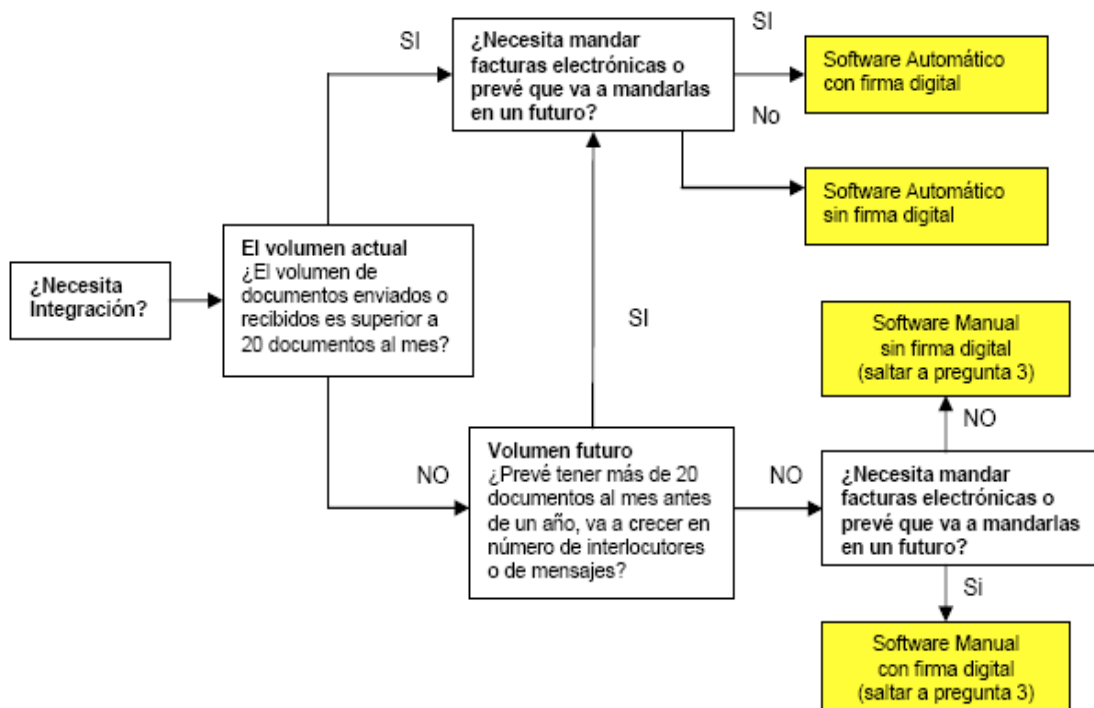 SI
¿Necesita mandar
facturas electrónicas o
prevé que va a mandarlas
en un futuro?
SI
Software Automático
con firma digital
No
Software Automático
sin firma digital
¿Necesita
Integración?
El volumen actual
¿El volumen de
documentos enviados o
recibidos es superior a
20 documentos al mes?
SI
NO
Volumen futuro
¿Prevé tener más de 20
documentos al mes antes
de un año, va a crecer en
número de interlocutores
o de mensajes?
NO
Software Manual
sin firma digital
(saltar a pregunta 3)
NO
¿Necesita mandar
facturas electrónicas o
prevé que va a mandarlas
en un futuro?
Si
Software Manual
con firma digital
(saltar a pregunta 3)